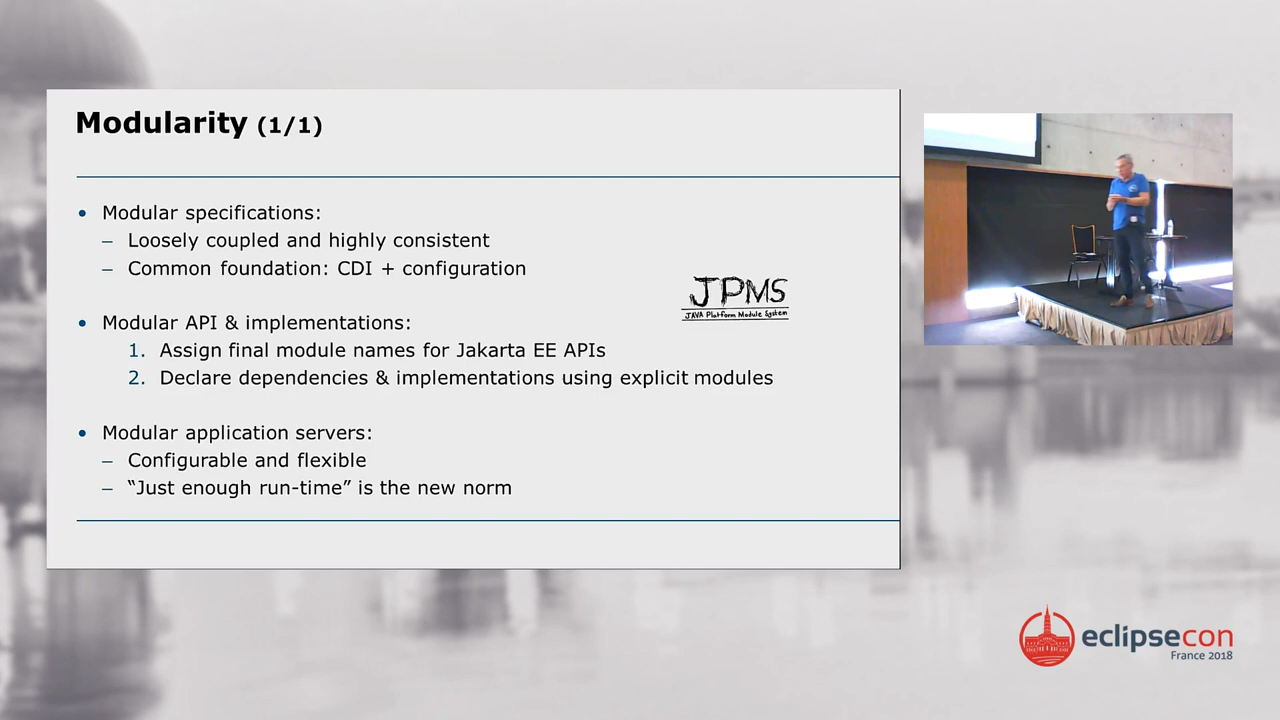 Modularity (1/1)
• Modular specifications:
– Loosely coupled and highly consistent
– Common foundation: CDI + configuration
JPMS
JAVA Platform Module System
• Modular API & implementations:
1. Assign final module names for Jakarta EE APIs
2. Declare dependencies & implementations using explicit modules
• Modular application servers:
– Configurable and flexible
– “Just enough run-time” is the new norm
eclipsecon
France 2018